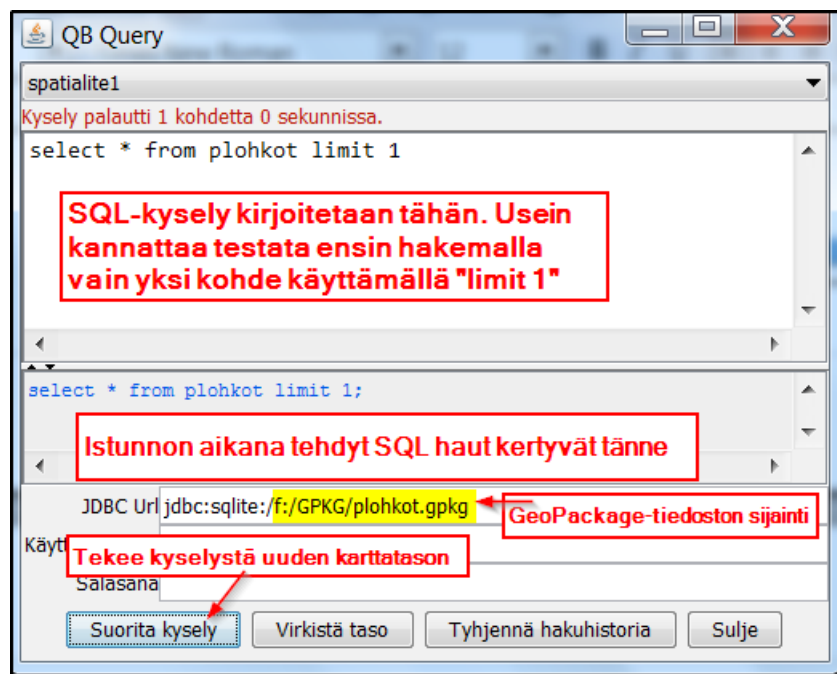 QB Query
spatialite1
Kysely palautti 1 kohdetta 0 sekunnissa.
select * from plohkot limit 1
SQL-kysely kirjoitetaan tähän. Usein
kannattaa testata ensin hakemalla
vain yksi kohde käyttämällä "limit 1"
select * from plohkot limit 1;
Istunnon aikana tehdyt SQL haut kertyvät tänne
JDBC Url jdbc:sqlite:/f:/GPKG/plohkot.gpkg
GeoPackage-tiedoston sijainti
Tekee kyselystä uuden karttatason
Salasana
Suorita kysely Virkistä taso Tyhjennä hakuhistoria Sulje